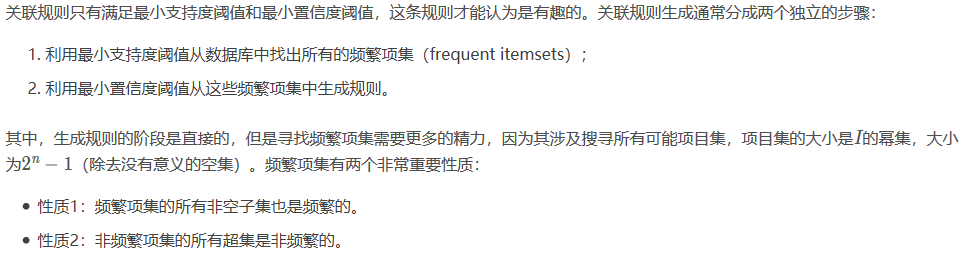 关联规则只有满足最小支持度阈值和最小置信度阈值，这条规则才能认为是有趣的。关联规则生成通常分成两个独立的步骤：
1. 利用最小支持度阈值从数据库中找出所有的频繁项集（frequent itemsets）；
2. 利用最小置信度阈值从这些频繁项集中生成规则。
其中，生成规则的阶段是直接的，但是寻找频繁项集需要更多的精力，因为其涉及搜寻所有可能项目集，项目集的大小是I的幂集，大小
为2ⁿ − 1（除去没有意义的空集）。频繁项集有两个非常重要性质：
• 性质1：频繁项集的所有非空子集也是频繁的。
• 性质2：非频繁项集的所有超集是非频繁的。